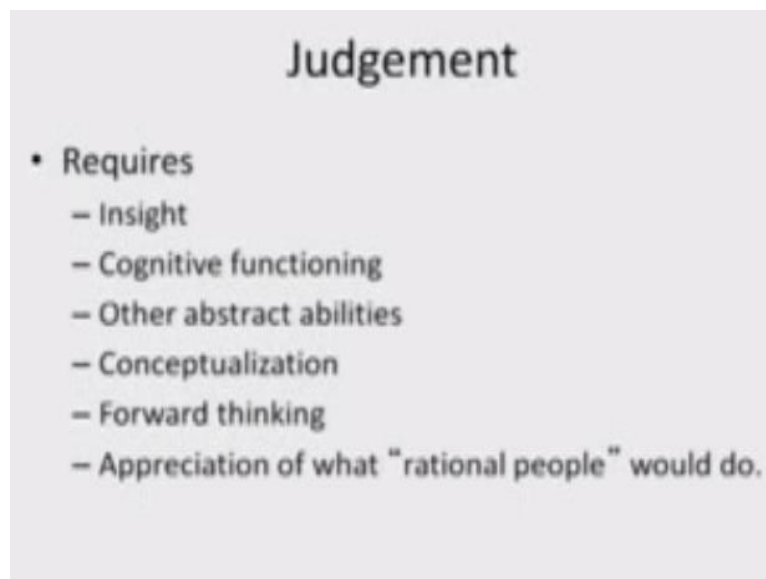 Judgement
• Requires
– Insight
– Cognitive functioning
– Other abstract abilities
– Conceptualization
– Forward thinking
– Appreciation of what “rational people” would do.